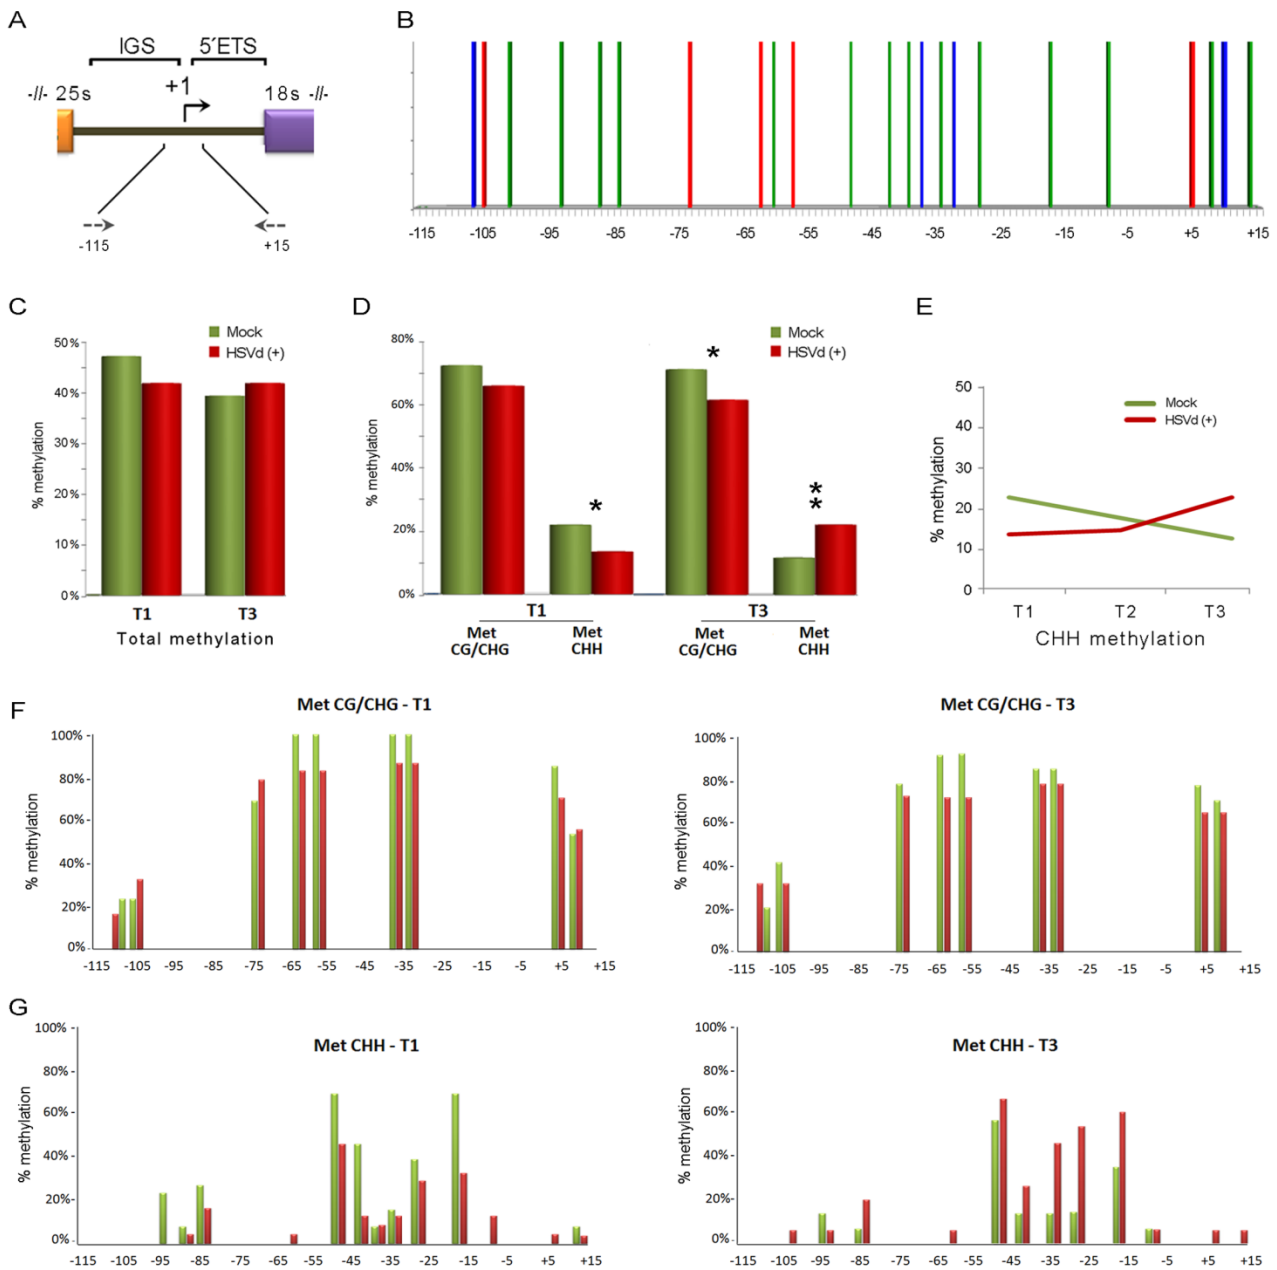 A
IGS 5´ETS
+1
-//- 25s 18s -//-
-115 +15
B
-115 -105 -95 -85 -75 -65 -55 -45 -35 -25 -15 -5 +5 +15
C
Mock
HSVd (+)
50%
40%
30%
20%
10%
0%
% methylation
T1 T3
Total methylation
D
Mock
HSVd (+)
80%
60%
40%
20%
0%
% methylation
* * * *
*
T1 T3
Met CG/CHG Met CHH Met CG/CHG Met CHH
E
Mock
HSVd (+)
50
40
30
20
10
0
% methylation
T1 T2 T3
CHH methylation
F
Met CG/CHG - T1
100%
80%
60%
40%
20%
0%
% methylation
-115 -105 -95 -85 -75 -65 -55 -45 -35 -25 -15 -5 +5 +15
Met CG/CHG - T3
100%
80%
60%
40%
20%
0%
% methylation
-115 -105 -95 -85 -75 -65 -55 -45 -35 -25 -15 -5 +5 +15
G
Met CHH - T1
100%
80%
60%
40%
20%
0%
% methylation
-115 -105 -95 -85 -75 -65 -55 -45 -35 -25 -15 -5 +5 +15
Met CHH - T3
100%
80%
60%
40%
20%
0%
% methylation
-115 -105 -95 -85 -75 -65 -55 -45 -35 -25 -15 -5 +5 +15